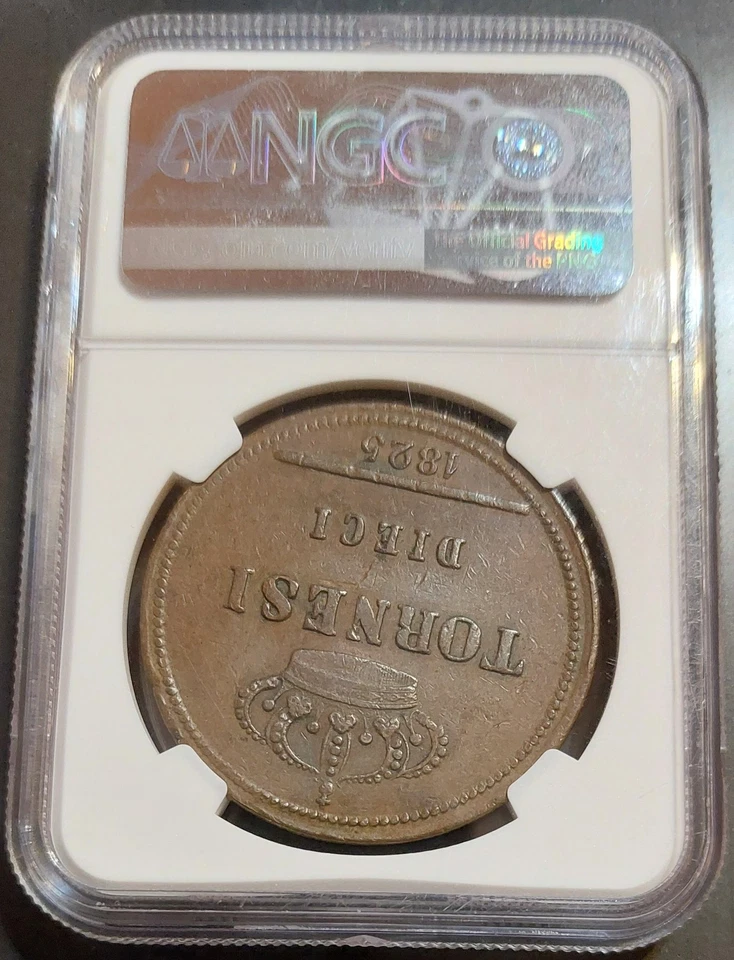 NGC
The Official Grading
Service of the PNG
TORNESI
DIECI
1825